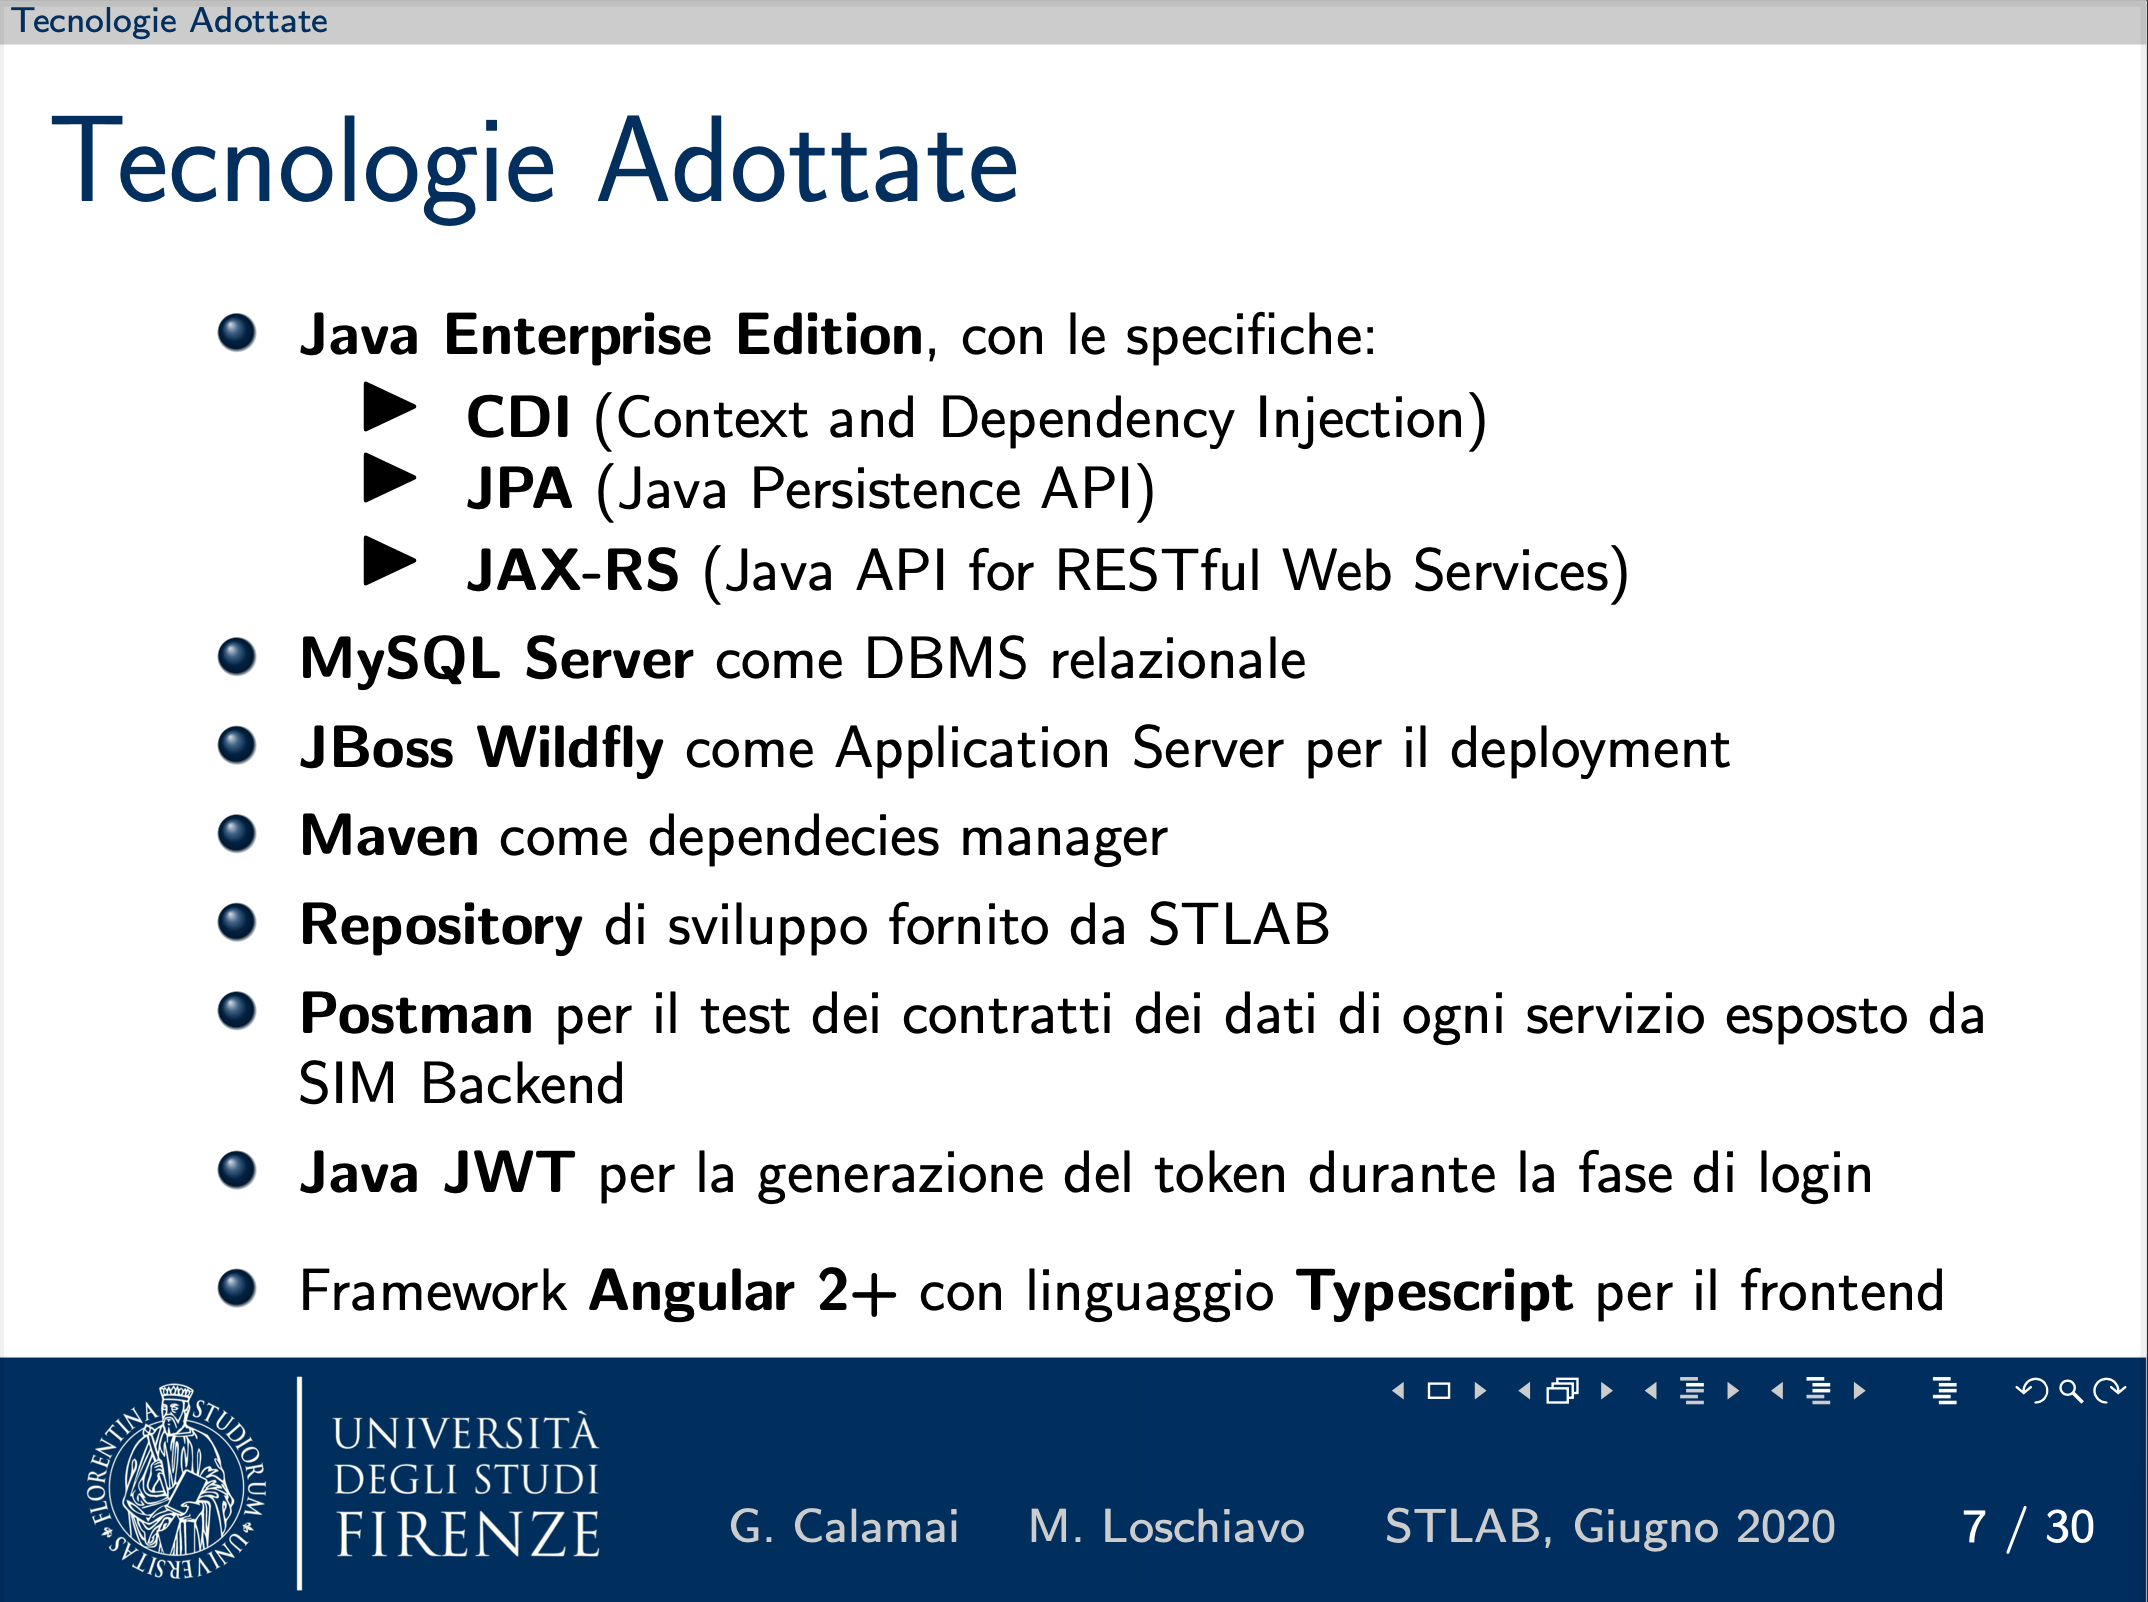 Tecnologie Adottate
Tecnologie Adottate
Java Enterprise Edition, con le specifiche:
CDI (Context and Dependency Injection)
JPA (Java Persistence API)
JAX-RS (Java API for RESTful Web Services)
MySQL Server come DBMS relazionale
JBoss Wildfly come Application Server per il deployment
Maven come dependecies manager
Repository di sviluppo fornito da STLAB
Postman per il test dei contratti dei dati di ogni servizio esposto da
SIM Backend
Java JWT per la generazione del token durante la fase di login
Framework Angular 2+ con linguaggio Typescript per il frontend
FLORENTINA STUDIORUM UNIVERSITAS
UNIVERSITÀ
DEGLI STUDI
FIRENZE
G. Calamai M. Loschiavo STLAB, Giugno 2020 7 / 30